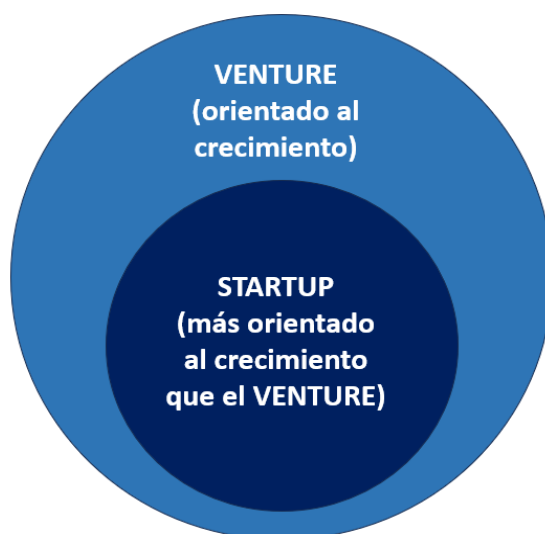 VENTURE
(orientado al
crecimiento)
STARTUP
(más orientado
al crecimiento
que el VENTURE)